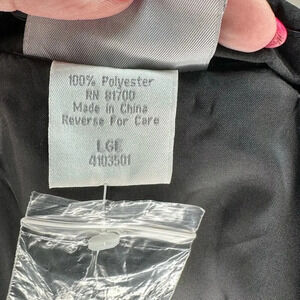 100% Polyester
RN 81700
Made in China
Reverse For Care
LGE
4103501